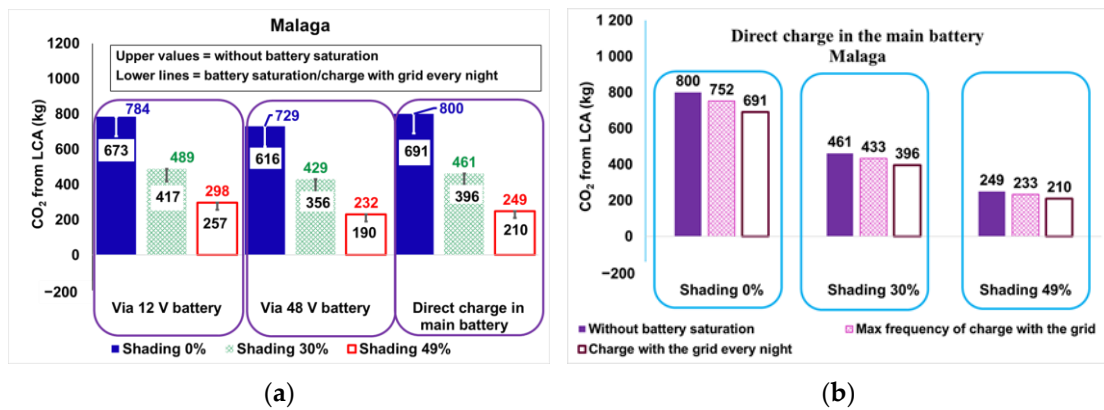 Malaga
1 200
1 000
800
600
400
200
0
−200
CO2 from LCA (kg)
Upper values = without battery saturation
Lower lines = battery saturation/charge with grid every night
784
673
489
417
298
257
729
616
429
356
232
190
800
691
461
396
249
210
Via 12 V battery
Via 48 V battery
Direct charge in
main battery
Shading 0%
Shading 30%
Shading 49%
(a)
Direct charge in the main battery
Malaga
1 200
1 000
800
600
400
200
0
−200
CO2 from LCA (kg)
800
752
691
461
433
396
249
233
210
Shading 0%
Shading 30%
Shading 49%
Without battery saturation
Max frequency of charge with the grid
Charge with the grid every night
(b)